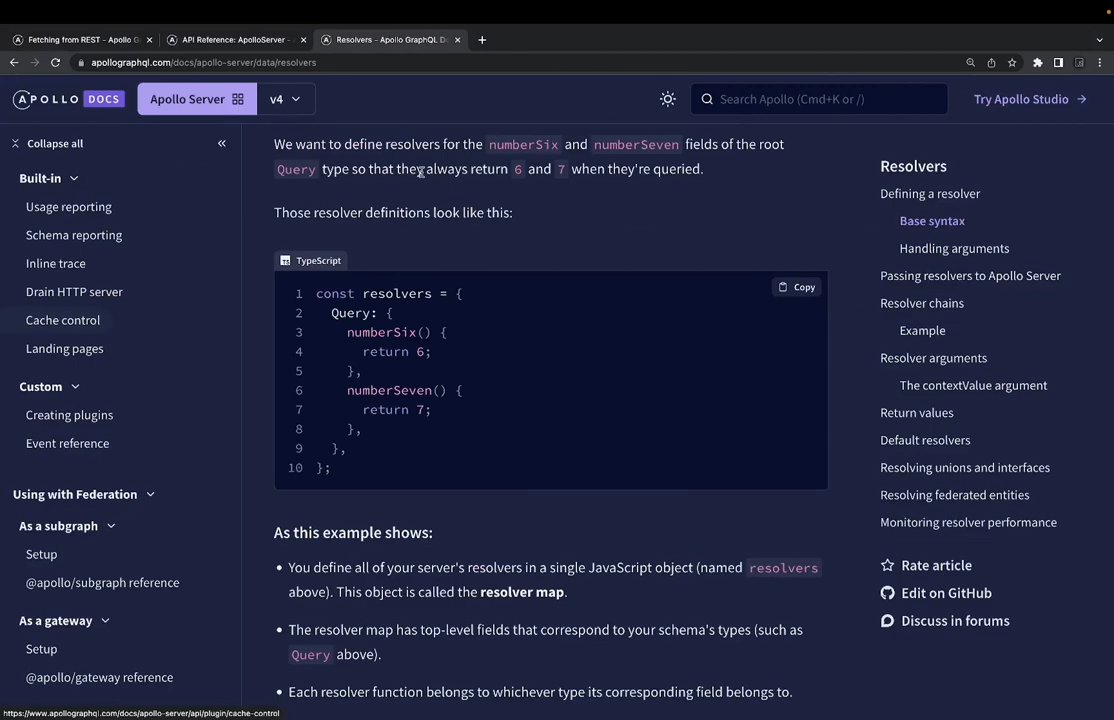 Fetching from REST - Apollo G
API Reference: ApolloServer -
Resolvers - Apollo GraphQL Do
apollographql.com/docs/apollo-server/data/resolvers
APOLLO DOCS
Apollo Server
v4
Search Apollo (Cmd+K or /)
Try Apollo Studio
Collapse all
Built-in
Usage reporting
Schema reporting
Inline trace
Drain HTTP server
Cache control
Landing pages
Custom
Creating plugins
Event reference
Using with Federation
As a subgraph
Setup
@apollo/subgraph reference
As a gateway
Setup
@apollo/gateway reference
We want to define resolvers for the numberSix and numberSeven fields of the root
Query type so that they always return 6 and 7 when they're queried.
Those resolver definitions look like this:
TypeScript
Copy
1 const resolvers = {
2 Query: {
3 numberSix() {
4 return 6;
5 },
6 numberSeven() {
7 return 7;
8 },
9 },
10 };
As this example shows:
• You define all of your server's resolvers in a single JavaScript object (named resolvers
above). This object is called the resolver map.
• The resolver map has top-level fields that correspond to your schema's types (such as
Query above).
• Each resolver function belongs to whichever type its corresponding field belongs to.
Resolvers
Defining a resolver
Base syntax
Handling arguments
Passing resolvers to Apollo Server
Resolver chains
Example
Resolver arguments
The contextValue argument
Return values
Default resolvers
Resolving unions and interfaces
Resolving federated entities
Monitoring resolver performance
Rate article
Edit on GitHub
Discuss in forums
https://www.apollographql.com/docs/apollo-server/api/plugin/cache-control